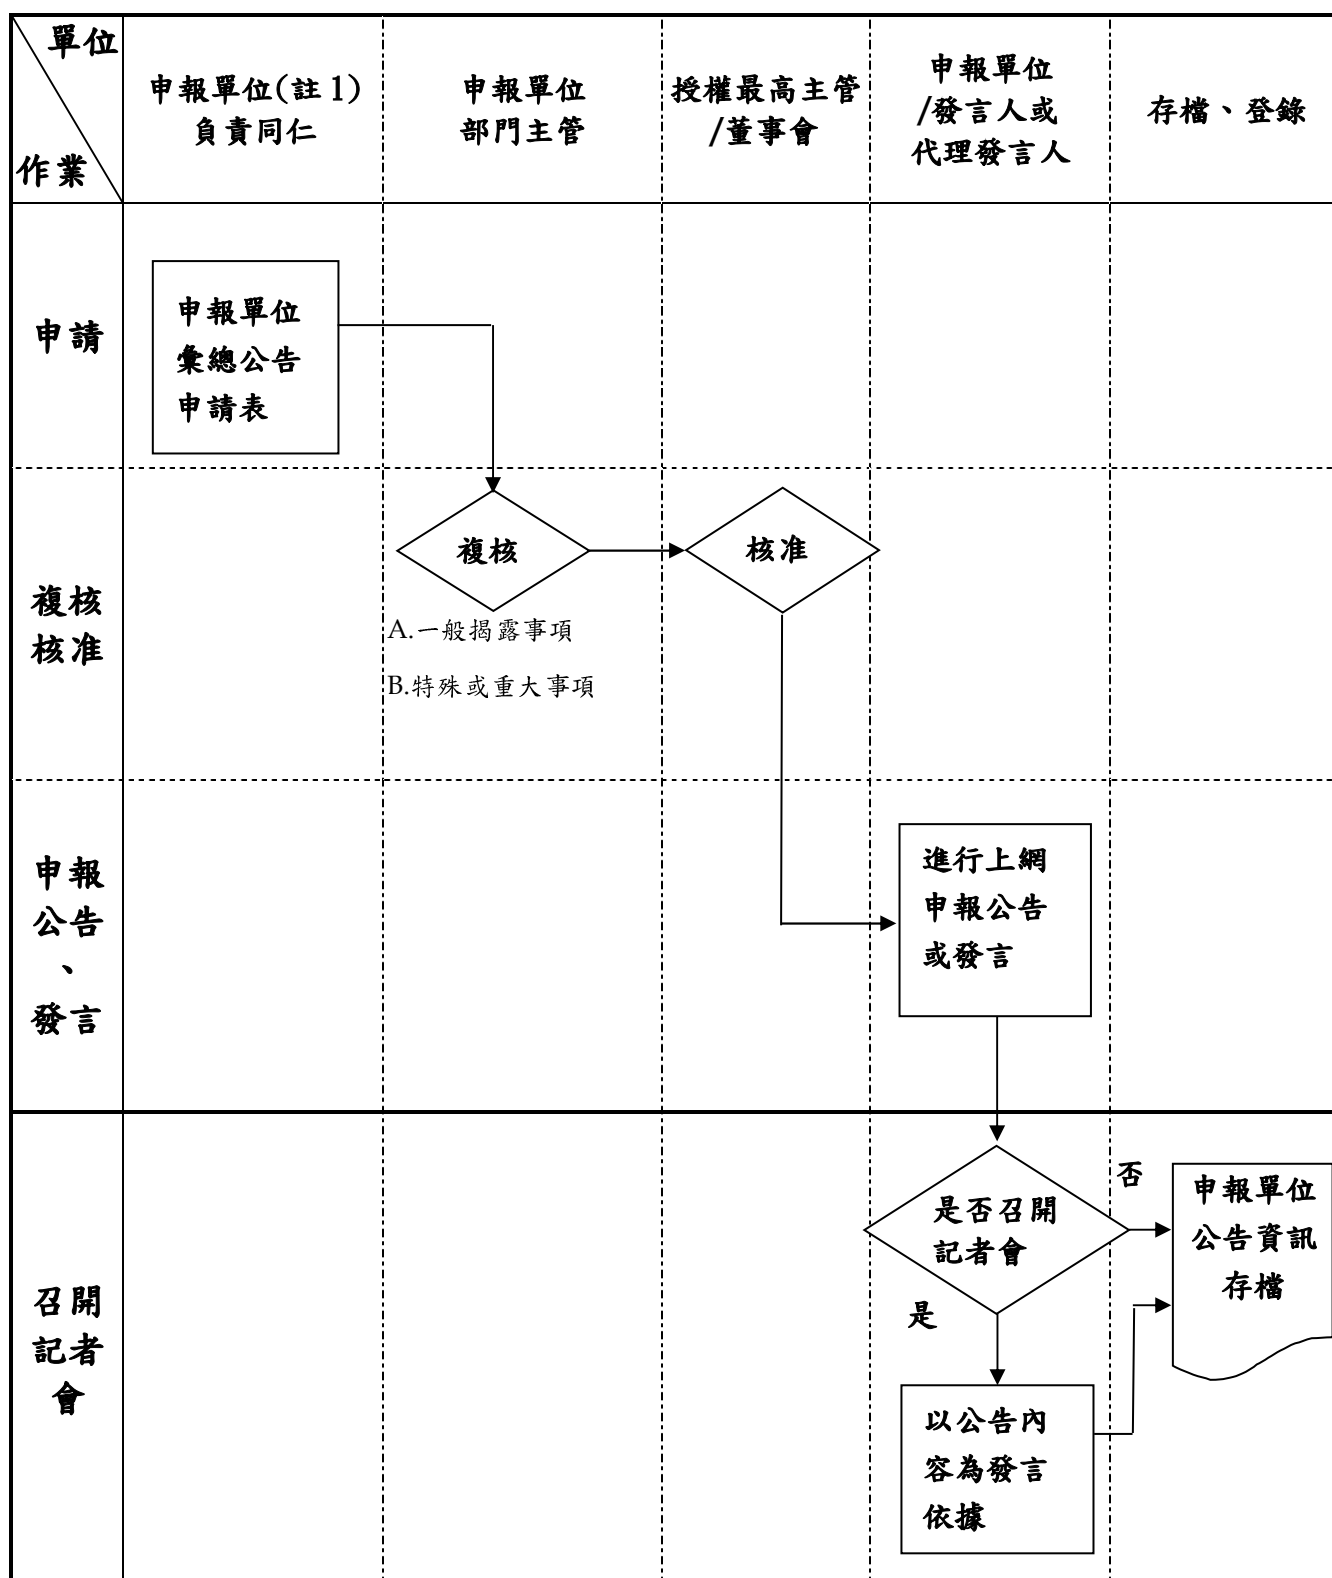 單位
作業
申報單位(註1)
負責同仁
申報單位
部門主管
授權最高主管
/董事會
申報單位
/發言人或
代理發言人
存檔、登錄
申請
申報單位
彙總公告
申請表
複核
核准
複核
核准
A.一般揭露事項
B.特殊或重大事項
申報
公告
、
發言
進行上網
申報公告
或發言
召開
記者
會
是否召開
記者會
否
是
申報單位
公告資訊
存檔
以公告內
容為發言
依據